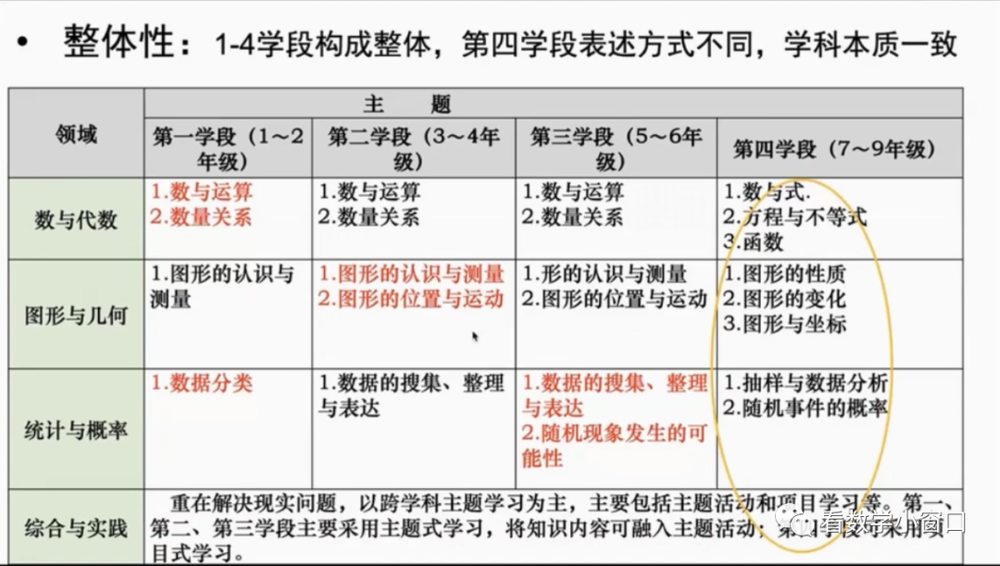 • 整体性：1-4学段构成整体，第四学段表述方式不同，学科本质一致
领域
主 题
第一学段（1～2
年级）
第二学段（3～4年
级）
第三学段（5～6年
级）
第四学段（7～9年级）
数与代数
1.数与运算
2.数量关系
1.数与运算
2.数量关系
1.数与运算
2.数量关系
1.数与式.
2.方程与不等式
3.函数
图形与几何
1.图形的认识与
测量
1.图形的认识与测量
2.图形的位置与运动
1.形的认识与测量
2.图形的位置与运动
1.图形的性质
2.图形的变化
3.图形与坐标
统计与概率
1.数据分类
1.数据的搜集、整理
与表达
1.数据的搜集、整理
与表达
2.随机现象发生的可
能性
1.抽样与数据分析
2.随机事件的概率
综合与实践
重在解决现实问题，以跨学科主题学习为主，主要包括主题活动和项目学习等。第一、
第二、第三学段主要采用主题式学习，将知识内容可融入主题活动；第四学段可采用项
目式学习。
看数学小窗口